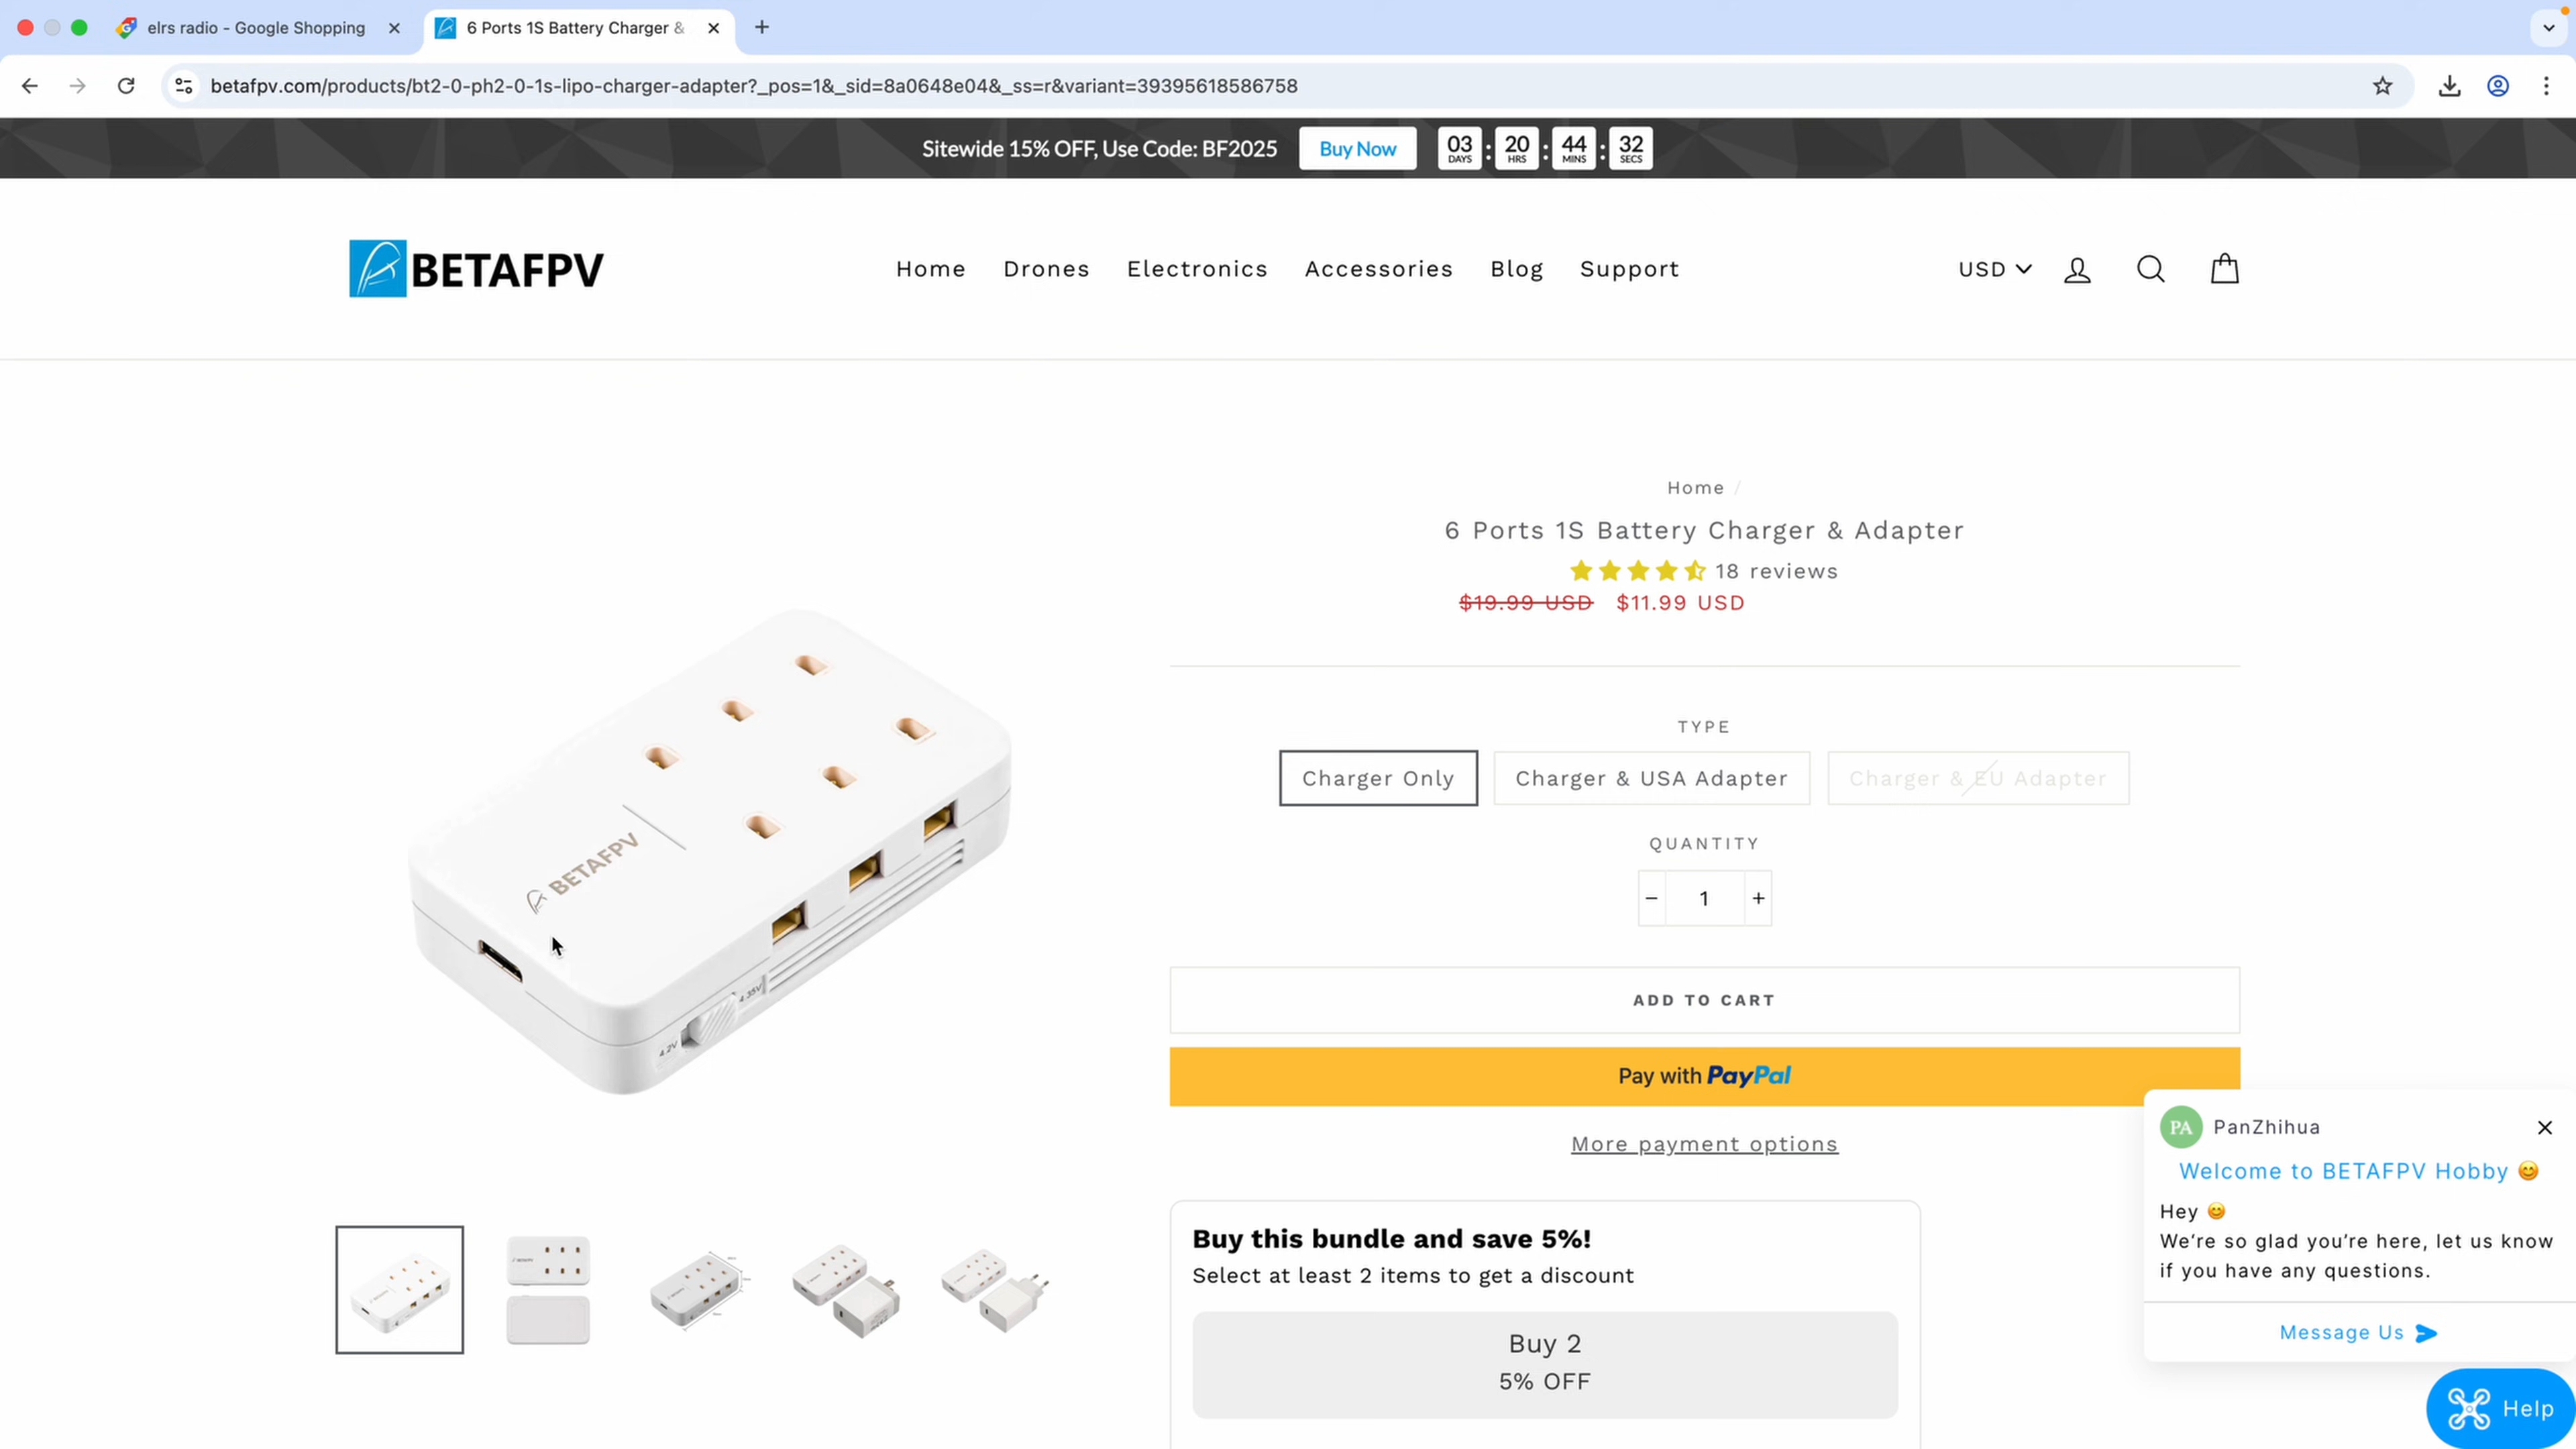 elrs radio - Google Shopping
6 Ports 1S Battery Charger &
betafpv.com/products/bt2-0-ph2-0-1s-lipo-charger-adapter?_pos=1&_sid=8a0648e04&_ss=r&variant=39395618586758
Sitewide 15% OFF, Use Code: BF2025 Buy Now 03 : 20 : 44 : 32
DAYS HRS MINS SECS
BETAFPV
Home Drones Electronics Accessories Blog Support
USD
Home /
6 Ports 1S Battery Charger & Adapter
18 reviews
$19.99 USD $11.99 USD
TYPE
Charger Only Charger & USA Adapter Charger & EU Adapter
QUANTITY
− 1 +
ADD TO CART
Pay with PayPal
More payment options
BETAFPV
4.2V
4.35V
Buy this bundle and save 5%!
Select at least 2 items to get a discount
Buy 2
5% OFF
PA PanZhihua
Welcome to BETAFPV Hobby 😊
Hey 😊
We're so glad you're here, let us know
if you have any questions.
Message Us
Help